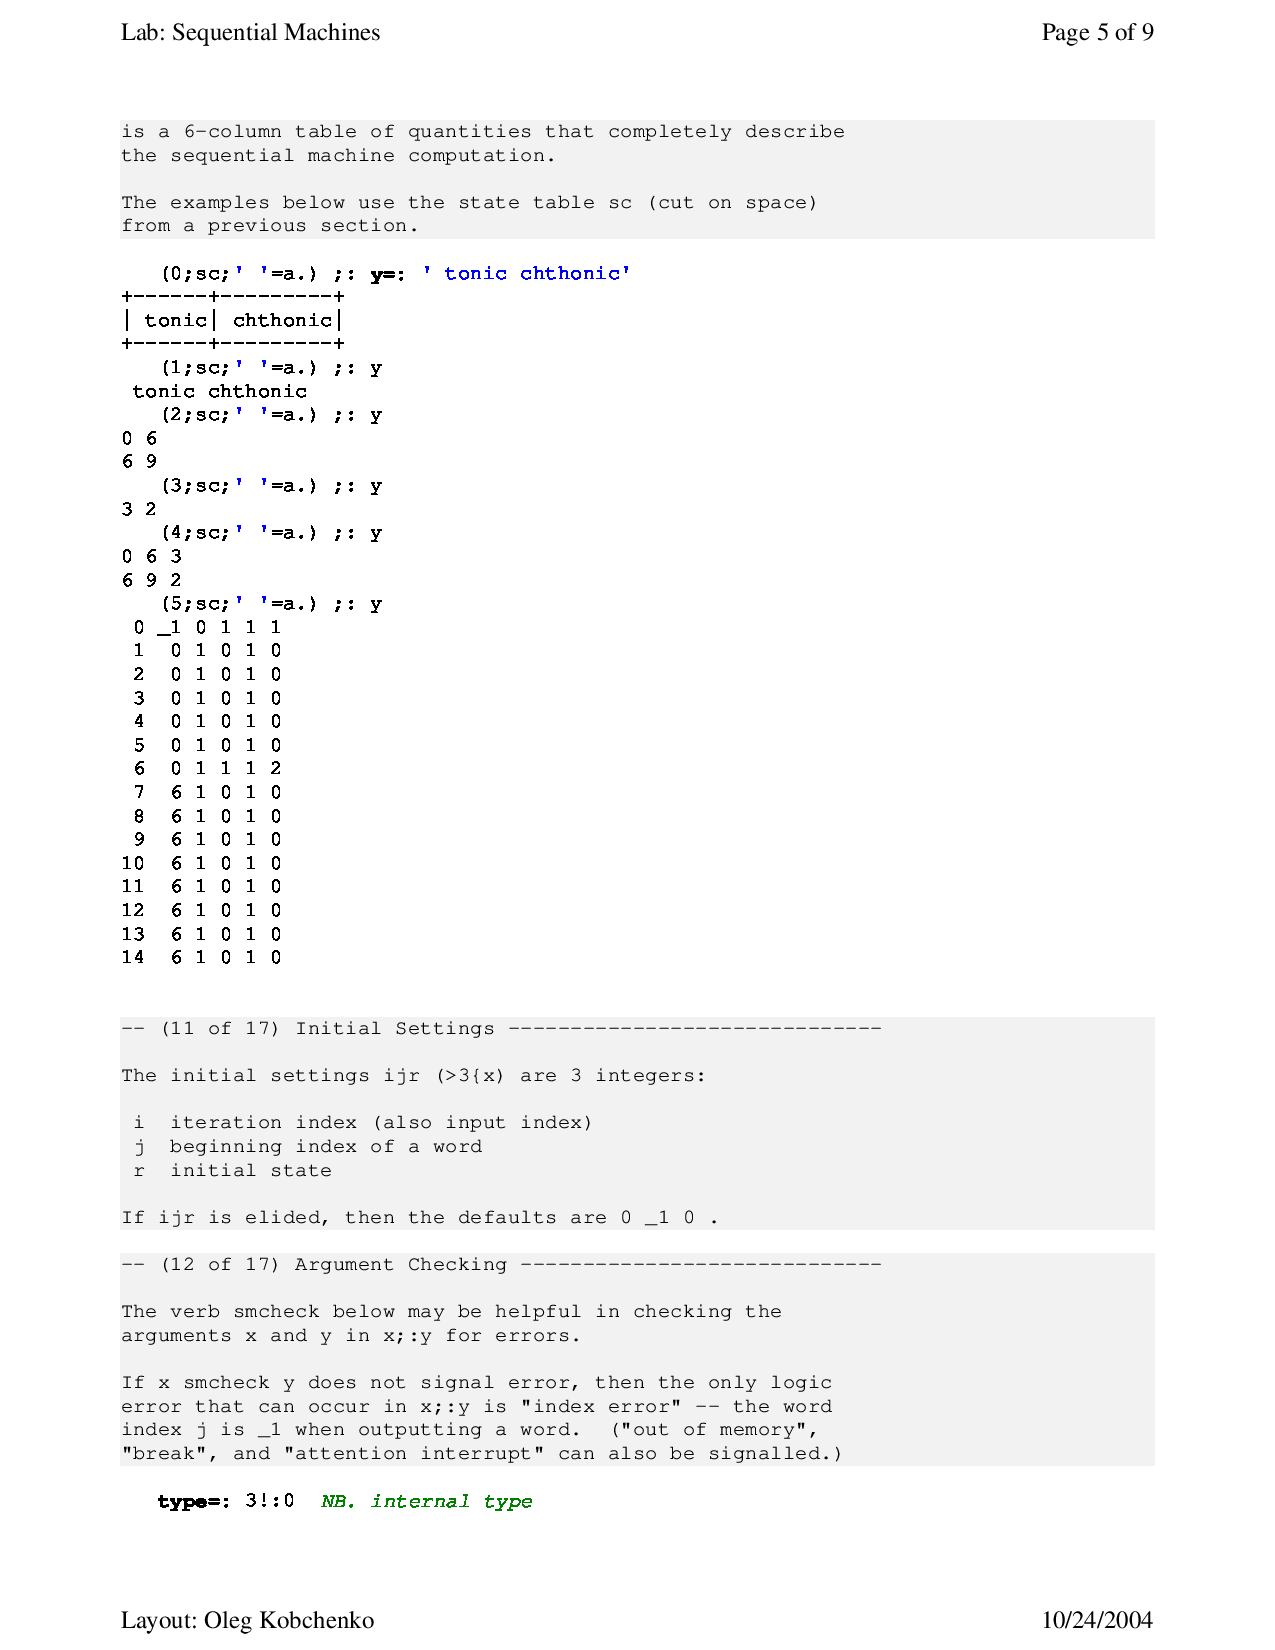 Lab: Sequential Machines Page 5 of 9
is a 6-column table of quantities that completely describe
the sequential machine computation.
The examples below use the state table sc (cut on space)
from a previous section.
   (0;sc;' '=a.) ;: y=: ' tonic chthonic'
+------+---------+
| tonic| chthonic|
+------+---------+
   (1;sc;' '=a.) ;: y
 tonic chthonic
   (2;sc;' '=a.) ;: y
0 6
6 9
   (3;sc;' '=a.) ;: y
3 2
   (4;sc;' '=a.) ;: y
0 6 3
6 9 2
   (5;sc;' '=a.) ;: y
 0 _1 0 1 1 1
 1  0 1 0 1 0
 2  0 1 0 1 0
 3  0 1 0 1 0
 4  0 1 0 1 0
 5  0 1 0 1 0
 6  0 1 1 1 2
 7  6 1 0 1 0
 8  6 1 0 1 0
 9  6 1 0 1 0
10  6 1 0 1 0
11  6 1 0 1 0
12  6 1 0 1 0
13  6 1 0 1 0
14  6 1 0 1 0
-- (11 of 17) Initial Settings ------------------------------
The initial settings ijr (>3{x) are 3 integers:
 i  iteration index (also input index)
 j  beginning index of a word
 r  initial state
If ijr is elided, then the defaults are 0 _1 0 .
-- (12 of 17) Argument Checking -----------------------------
The verb smcheck below may be helpful in checking the
arguments x and y in x;:y for errors.
If x smcheck y does not signal error, then the only logic
error that can occur in x;:y is "index error" -- the word
index j is _1 when outputting a word.  ("out of memory",
"break", and "attention interrupt" can also be signalled.)
   type=: 3!:0  NB. internal type
Layout: Oleg Kobchenko 10/24/2004